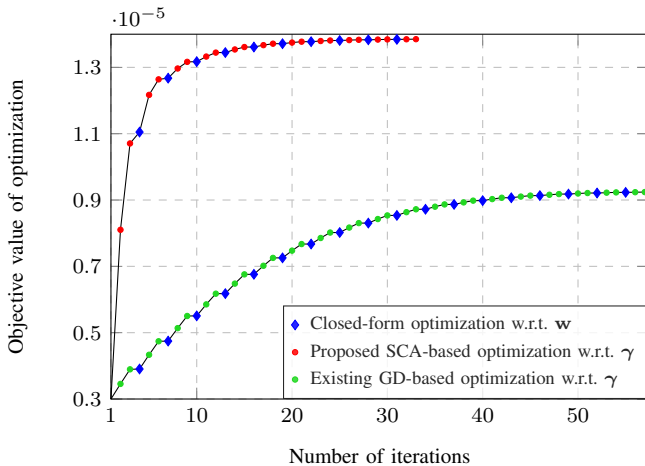 ·10⁻⁵
1.3
1.1
0.9
0.7
0.5
0.3
Objective value of optimization
Closed-form optimization w.r.t. w
Proposed SCA-based optimization w.r.t. γ
Existing GD-based optimization w.r.t. γ
1 10 20 30 40 50
Number of iterations